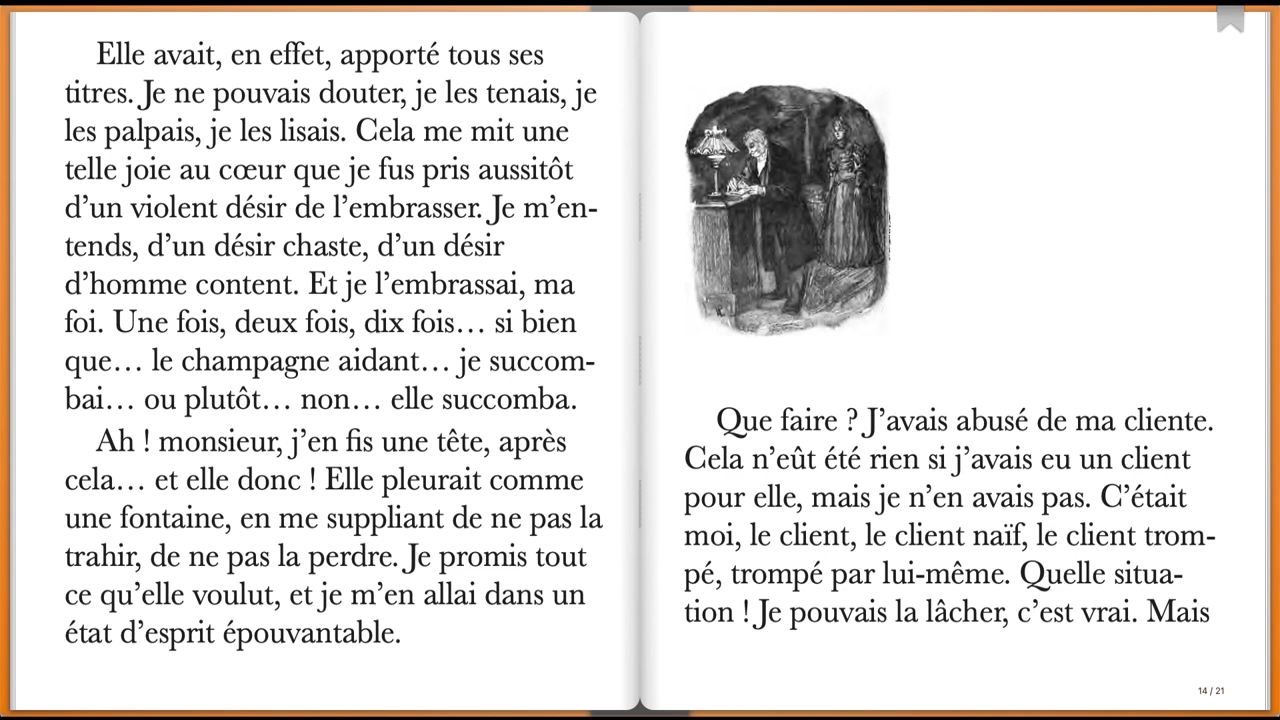 Elle avait, en effet, apporté tous ses
titres. Je ne pouvais douter, je les tenais, je
les palpais, je les lisais. Cela me mit une
telle joie au cœur que je fus pris aussitôt
d’un violent désir de l’embrasser. Je m’en-
tends, d’un désir chaste, d’un désir
d’homme content. Et je l’embrassai, ma
foi. Une fois, deux fois, dix fois… si bien
que… le champagne aidant… je succom-
bai… ou plutôt… non… elle succomba.
Ah ! monsieur, j’en fis une tête, après
cela… et elle donc ! Elle pleurait comme
une fontaine, en me suppliant de ne pas la
trahir, de ne pas la perdre. Je promis tout
ce qu’elle voulut, et je m’en allai dans un
état d’esprit épouvantable.
Que faire ? J’avais abusé de ma cliente.
Cela n’eût été rien si j’avais eu un client
pour elle, mais je n’en avais pas. C’était
moi, le client, le client naïf, le client trom-
pé, trompé par lui-même. Quelle situa-
tion ! Je pouvais la lâcher, c’est vrai. Mais
14 / 21